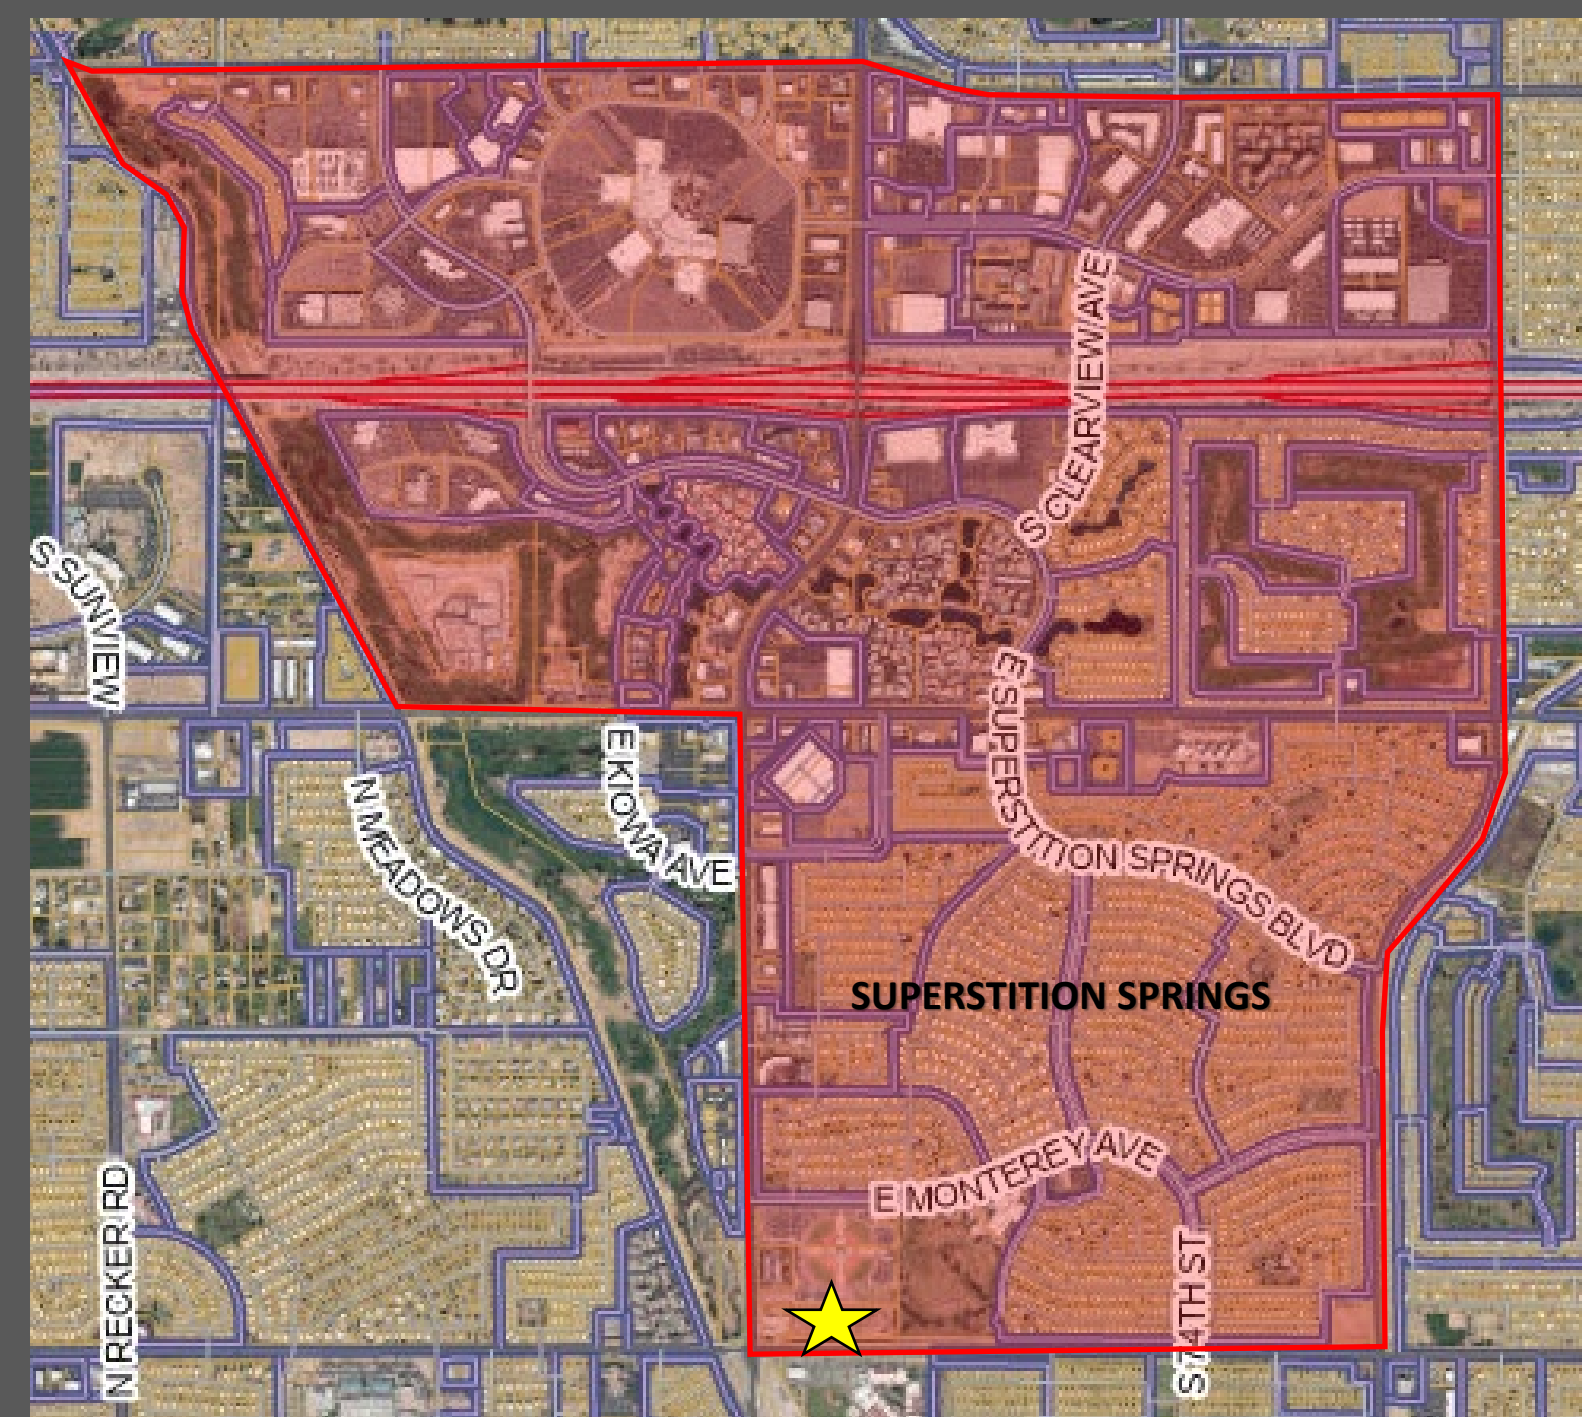 S CLEARVIEW AVE
S SUNVIEW
E SUPERSTITION SPRINGS BLVD
E KIOWA AVE
N MEADOWS DR
SUPERSTITION SPRINGS
E MONTEREY AVE
N RECKER RD
S 74TH ST